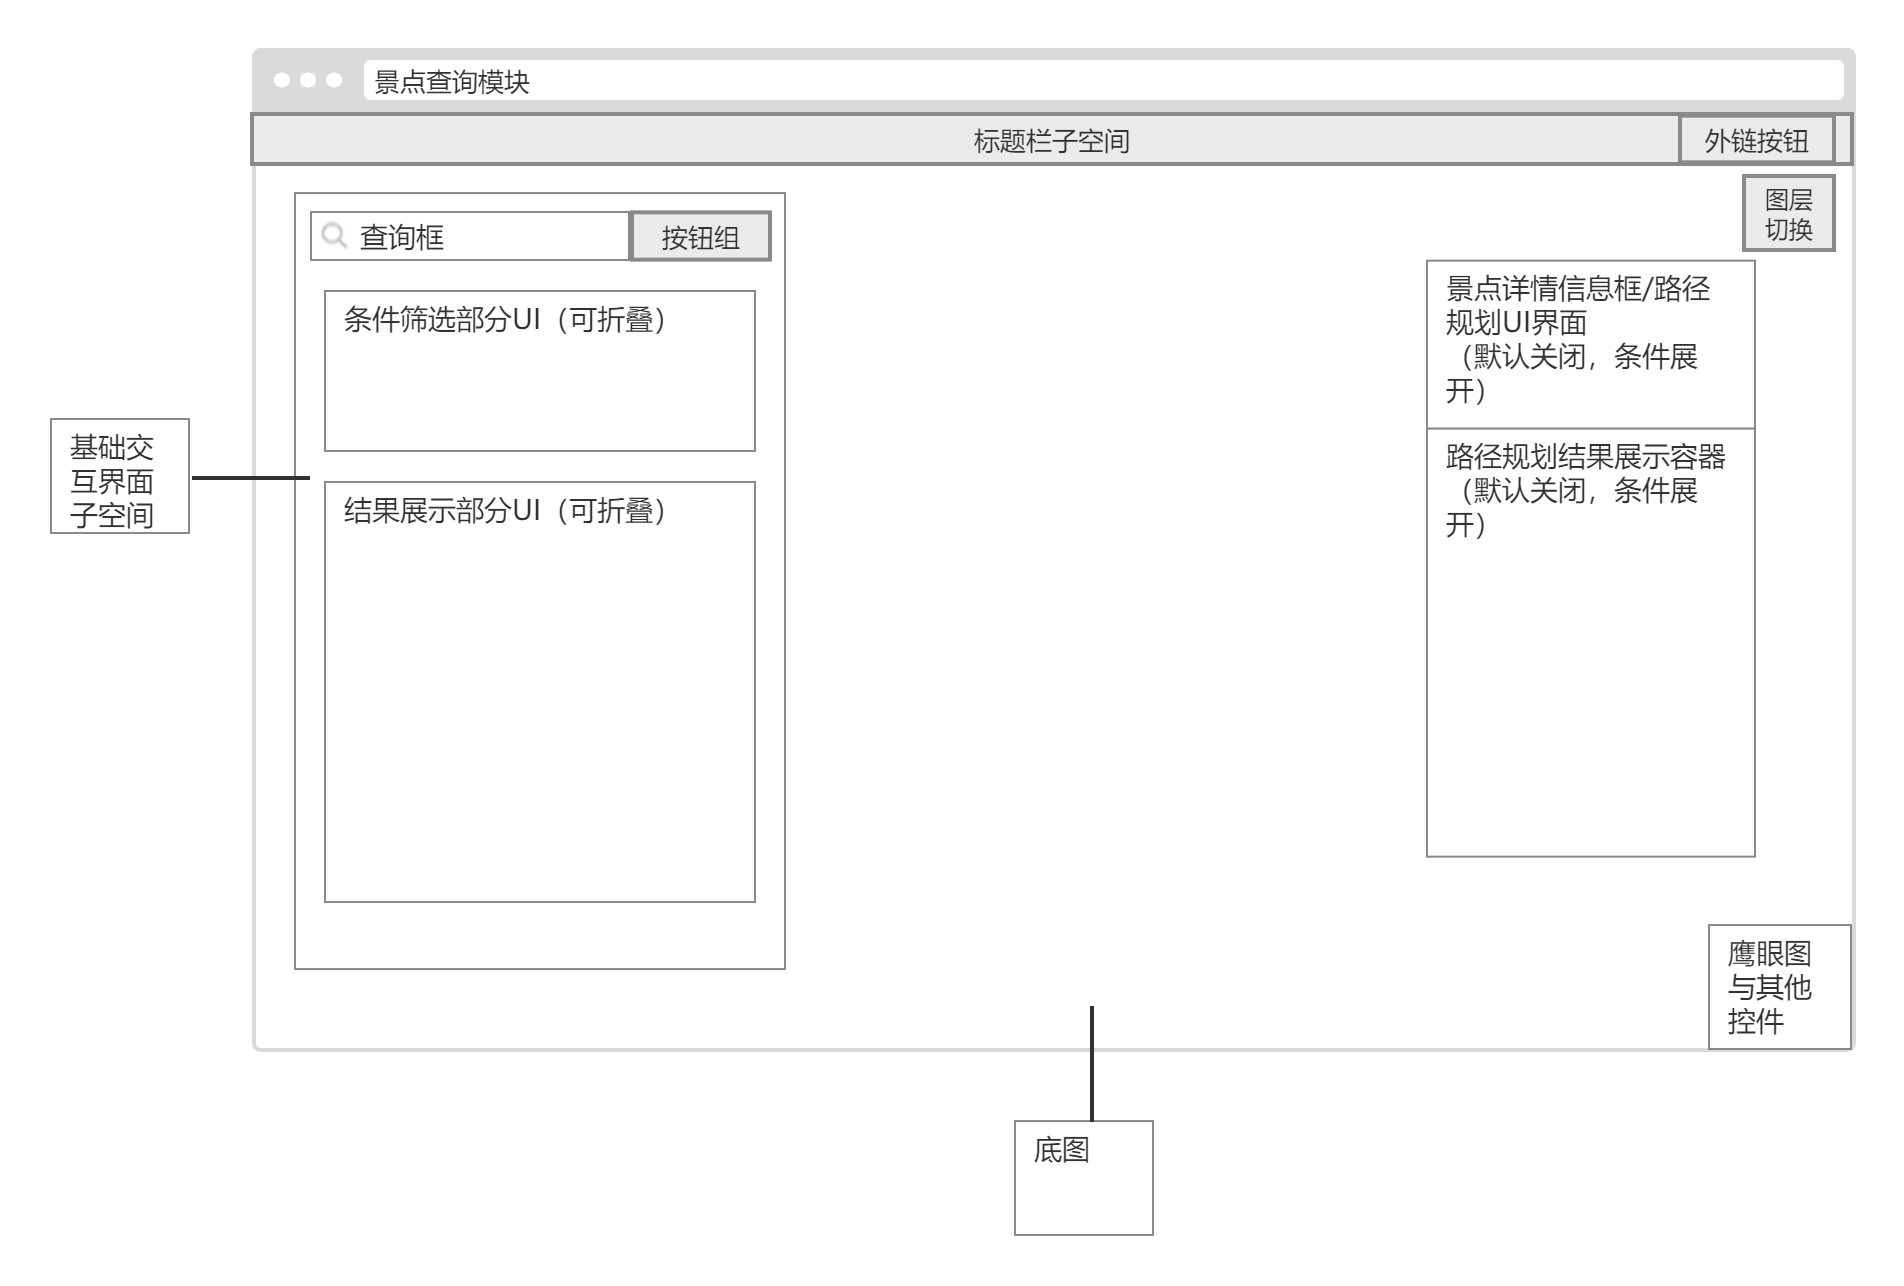 景点查询模块
标题栏子空间
外链按钮
图层
切换
查询框
按钮组
条件筛选部分UI（可折叠）
结果展示部分UI（可折叠）
景点详情信息框/路径
规划UI界面
（默认关闭，条件展
开）
路径规划结果展示容器
（默认关闭，条件展
开）
基础交
互界面
子空间
鹰眼图
与其他
控件
底图